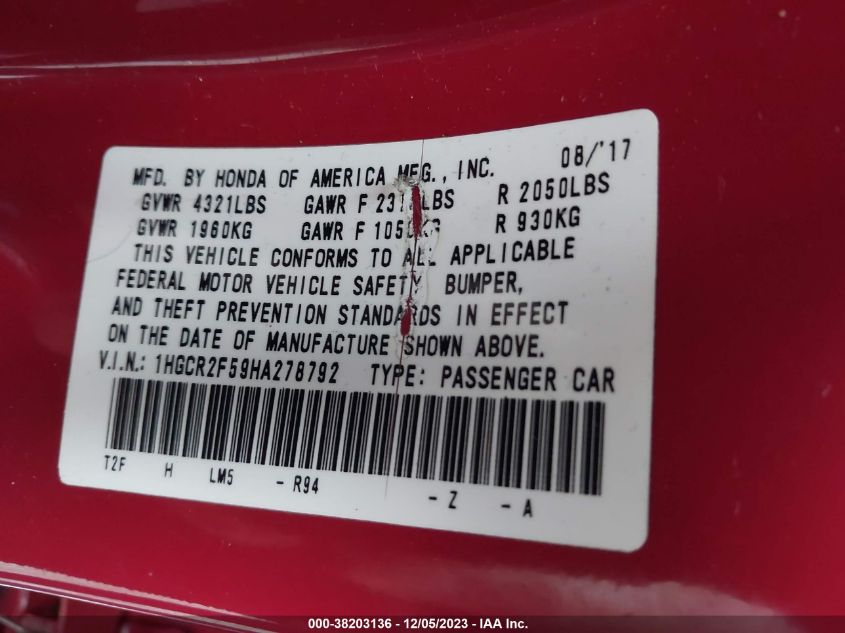 MFD. BY HONDA OF AMERICA MFG., INC. 08/'17
GVWR 4321LBS GAWR F LBS R 2050LBS
GVWR 1960KG GAWR F R 930KG
THIS VEHICLE CONFORMS TO ALL APPLICABLE
FEDERAL MOTOR VEHICLE SAFETY BUMPER,
AND THEFT PREVENTION STANDARDS IN EFFECT
ON THE DATE OF MANUFACTURE SHOWN ABOVE.
V.I.N.: 1HGCR2F59HA278792 TYPE: PASSENGER CAR
T2F H LM5 - R94 - Z - A
000-38203136 - 12/05/2023 - IAA Inc.